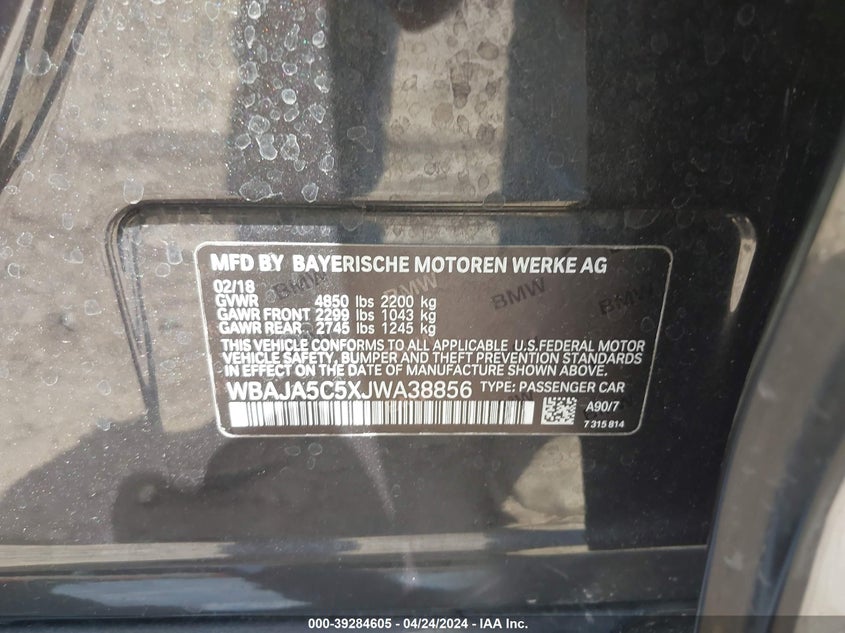 MFD BY BAYERISCHE MOTOREN WERKE AG
02/18
GVWR 4850 lbs 2200 kg
GAWR FRONT 2299 lbs 1043 kg
GAWR REAR 2745 lbs 1245 kg
THIS VEHICLE CONFORMS TO ALL APPLICABLE U.S.FEDERAL MOTOR
VEHICLE SAFETY, BUMPER AND THEFT PREVENTION STANDARDS
IN EFFECT ON THE DATE OF MANUFACTURE SHOWN ABOVE.
WBAJA5C5XJWA38856 TYPE: PASSENGER CAR
A90/7
7 315 814
BMW
BMW
000-39284605 - 04/24/2024 - IAA Inc.